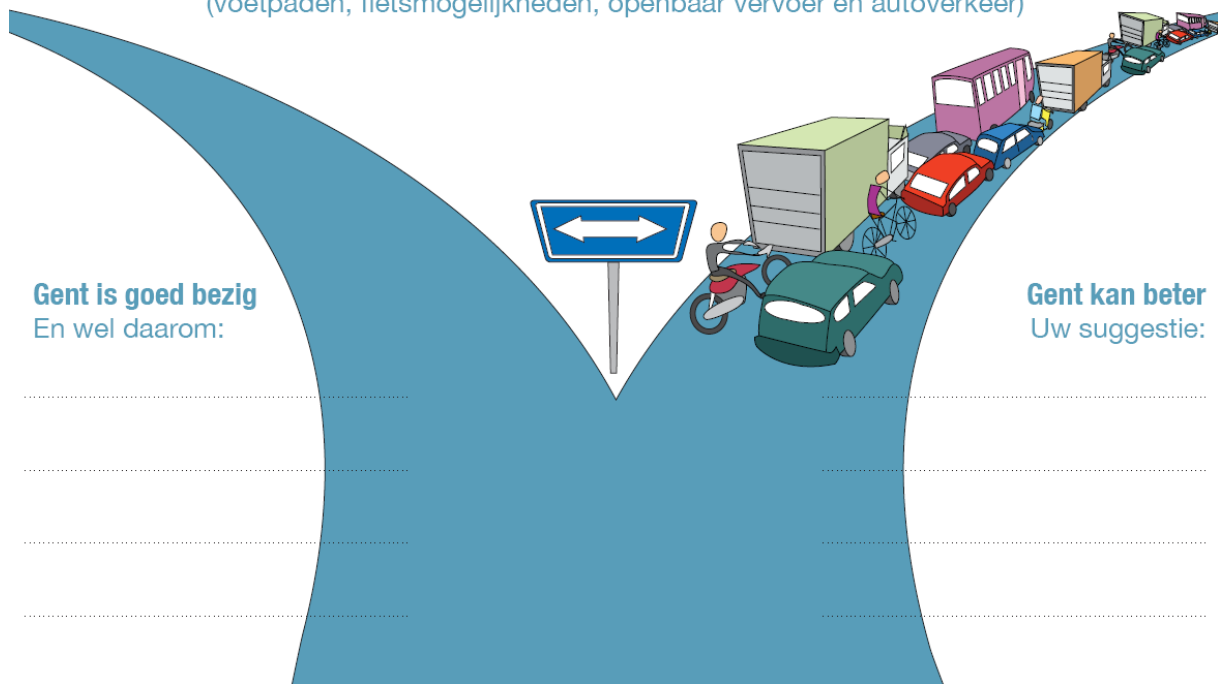 (voetpaden, fietsmogelijkheden, openbaar vervoer en autoverkeer)
Gent is goed bezig
En wel daarom:
Gent kan beter
Uw suggestie: